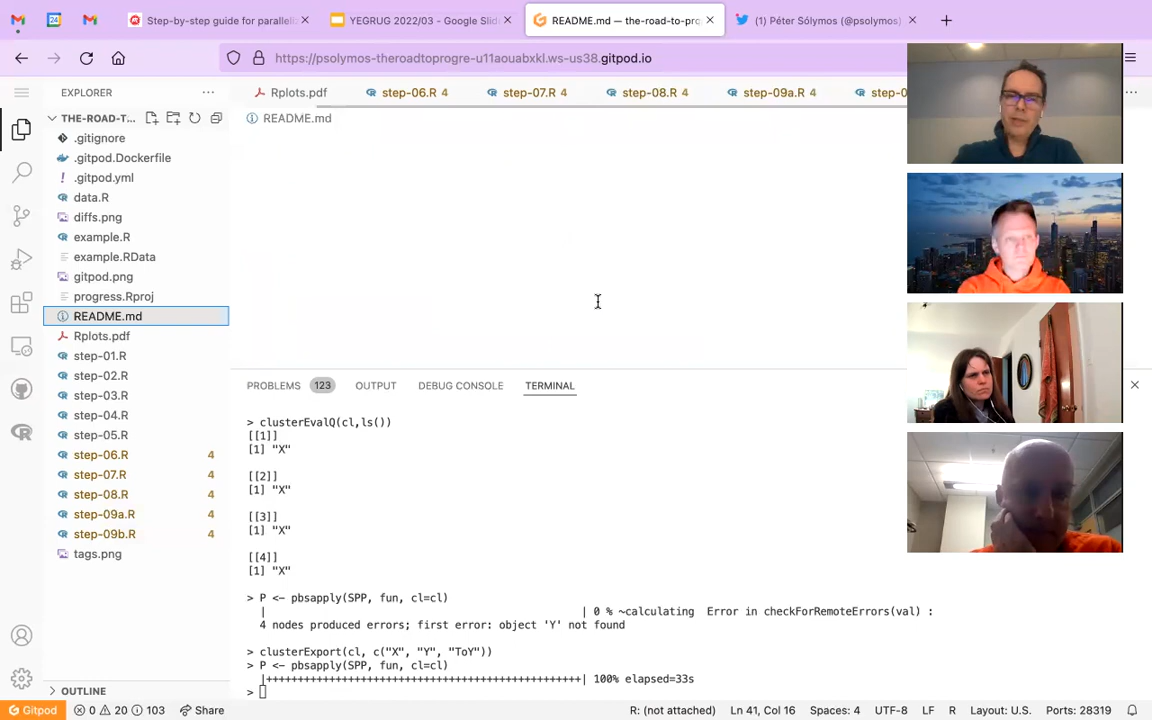 Step-by-step guide for paralleliz
YEGRUG 2022/03 - Google Slid
README.md — the-road-to-pro
(1) Péter Sólymos (@psolymos)
https://psolymos-theroadtoprogre-u11aouabxkl.ws-us38.gitpod.io
EXPLORER
Rplots.pdf
step-06.R 4
step-07.R 4
step-08.R 4
step-09a.R 4
step-0
THE-ROAD-T...
README.md
.gitignore
.gitpod.Dockerfile
.gitpod.yml
data.R
diffs.png
example.R
example.RData
gitpod.png
progress.Rproj
README.md
Rplots.pdf
step-01.R
step-02.R
step-03.R
step-04.R
step-05.R
step-06.R 4
step-07.R 4
step-08.R 4
step-09a.R 4
step-09b.R 4
tags.png
OUTLINE
PROBLEMS 123 OUTPUT DEBUG CONSOLE TERMINAL
> clusterEvalQ(cl,ls())
[[1]]
[1] "X"
[[2]]
[1] "X"
[[3]]
[1] "X"
[[4]]
[1] "X"
> P <- pbsapply(SPP, fun, cl=cl)
| | 0 % ~calculating Error in checkForRemoteErrors(val) :
4 nodes produced errors; first error: object 'Y' not found
> clusterExport(cl, c("X", "Y", "ToY"))
> P <- pbsapply(SPP, fun, cl=cl)
|++++++++++++++++++++++++++++++++++++++++++++++++++| 100% elapsed=33s
>
Gitpod 0 20 103 Share R: (not attached) Ln 41, Col 16 Spaces: 4 UTF-8 LF R Layout: U.S. Ports: 28319